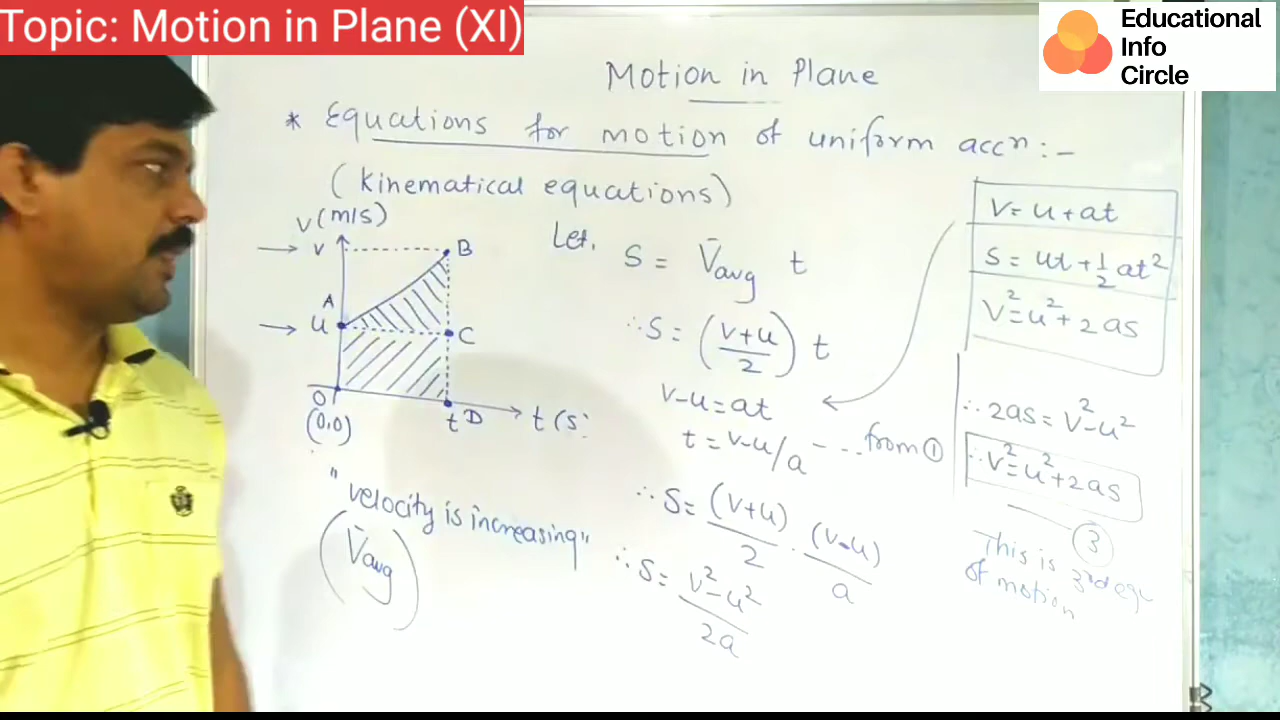 Topic: Motion in Plane (XI)
Educational
Info
Circle
Motion in Plane
* Equations for motion of uniform accⁿ :-
(Kinematical equations)
V(m/s)
V
B
A
U
C
O
(0,0)
t D
t (s)
"velocity is increasing"
(V̄avg)
Let, S = V̄avg t
∴ S = (V+U/2) t
V-U = at
t = V-U/a --- from ①
∴ S = (V+U)/2 . (V-U)/a
∴ S = V²-U²/2a
V = U + at
S = Ut + 1/2 at²
V² = U² + 2as
∴ 2as = V²-U²
∴ V² = U² + 2as
③
This is 3rd eqⁿ
of motion